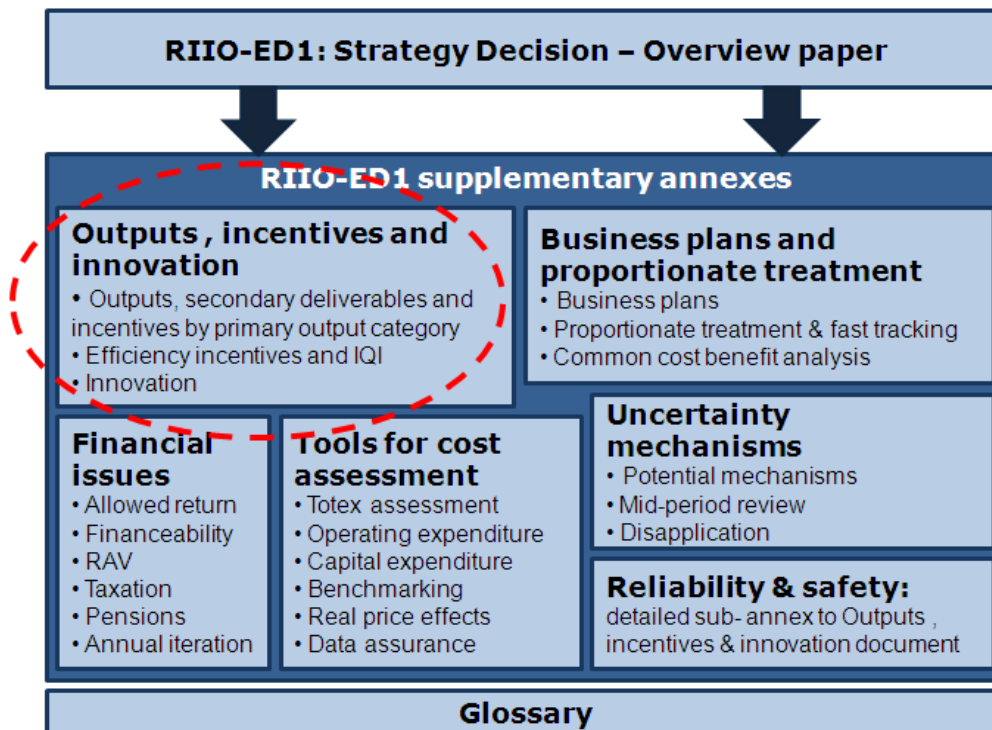 RIIO-ED1: Strategy Decision – Overview paper
RIIO-ED1 supplementary annexes
Outputs , incentives and
innovation
• Outputs, secondary deliverables and
incentives by primary output category
• Efficiency incentives and IQI
• Innovation
Business plans and
proportionate treatment
• Business plans
• Proportionate treatment & fast tracking
• Common cost benefit analysis
Financial
issues
• Allowed return
• Financeability
• RAV
• Taxation
• Pensions
• Annual iteration
Tools for cost
assessment
• Totex assessment
• Operating expenditure
• Capital expenditure
• Benchmarking
• Real price effects
• Data assurance
Uncertainty
mechanisms
• Potential mechanisms
• Mid-period review
• Disapplication
Reliability & safety:
detailed sub- annex to Outputs ,
incentives & innovation document
Glossary